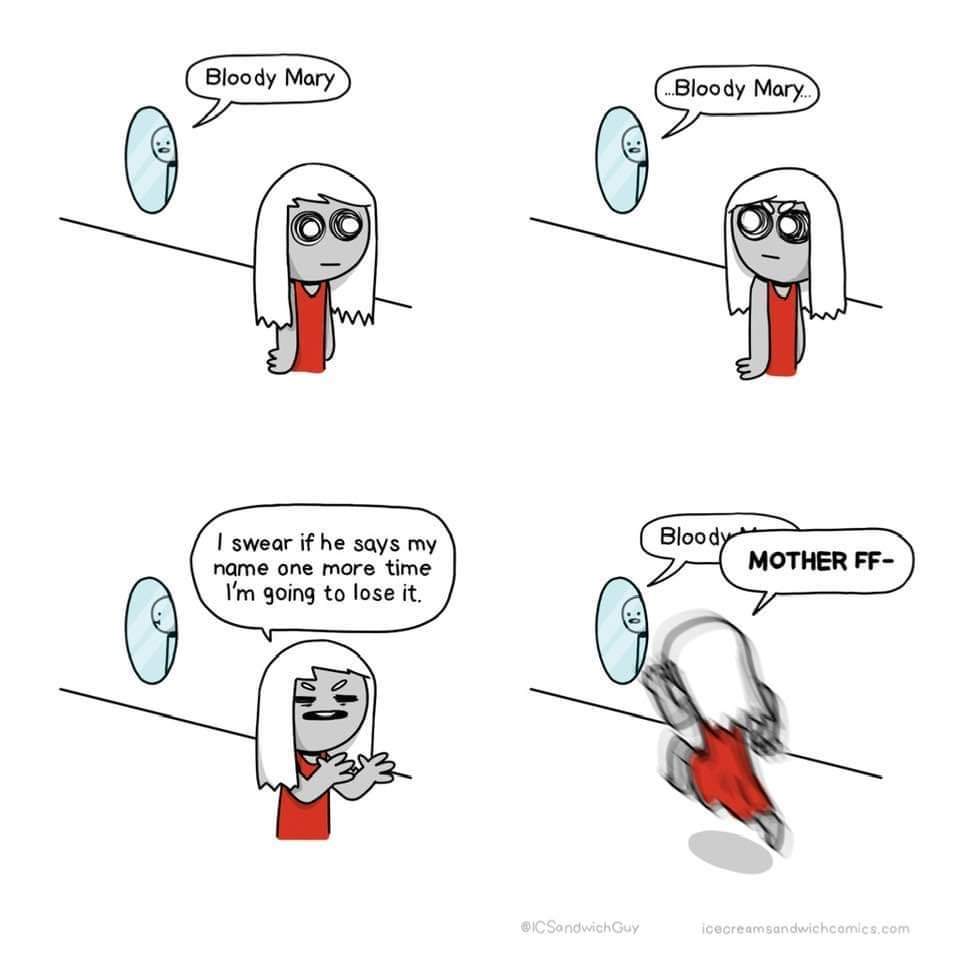 Bloody Mary
...Bloody Mary...
I swear if he says my
name one more time
I'm going to lose it.
Bloody
MOTHER FF-
@ICSandwichGuy
icecreamsandwichcomics.com